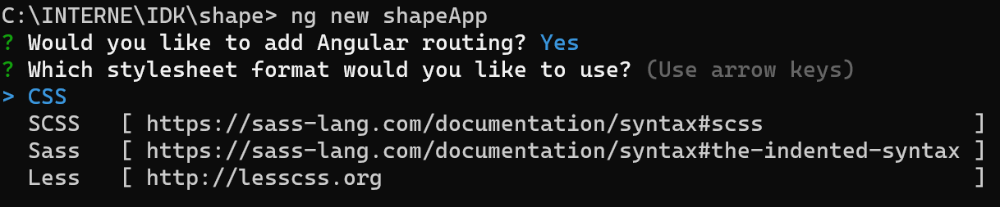 C:\INTERNE\IDK\shape> ng new shapeApp
? Would you like to add Angular routing? Yes
? Which stylesheet format would you like to use? (Use arrow keys)
> CSS
  SCSS   [ https://sass-lang.com/documentation/syntax#scss                ]
  Sass   [ https://sass-lang.com/documentation/syntax#the-indented-syntax ]
  Less   [ http://lesscss.org                                             ]